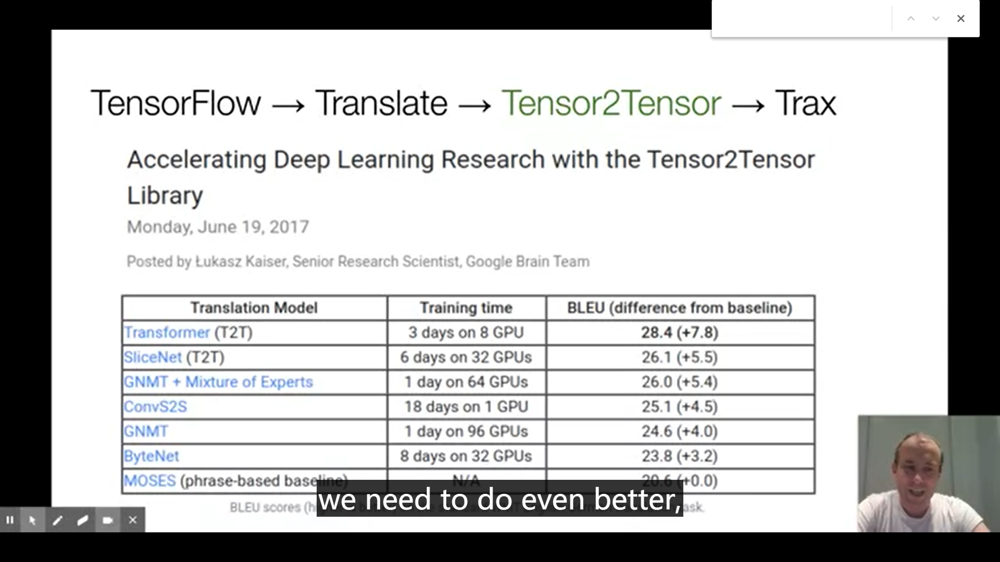 TensorFlow → Translate → Tensor2Tensor → Trax
Accelerating Deep Learning Research with the Tensor2Tensor
Library
Monday, June 19, 2017
Posted by Łukasz Kaiser, Senior Research Scientist, Google Brain Team
Translation Model Training time BLEU (difference from baseline)
Transformer (T2T) 3 days on 8 GPU 28.4 (+7.8)
SliceNet (T2T) 6 days on 32 GPUs 26.1 (+5.5)
GNMT + Mixture of Experts 1 day on 64 GPUs 26.0 (+5.4)
ConvS2S 18 days on 1 GPU 25.1 (+4.5)
GNMT 1 day on 96 GPUs 24.6 (+4.0)
ByteNet 8 days on 32 GPUs 23.8 (+3.2)
MOSES (phrase-based baseline) N/A 20.6 (+0.0)
we need to do even better,
BLEU scores